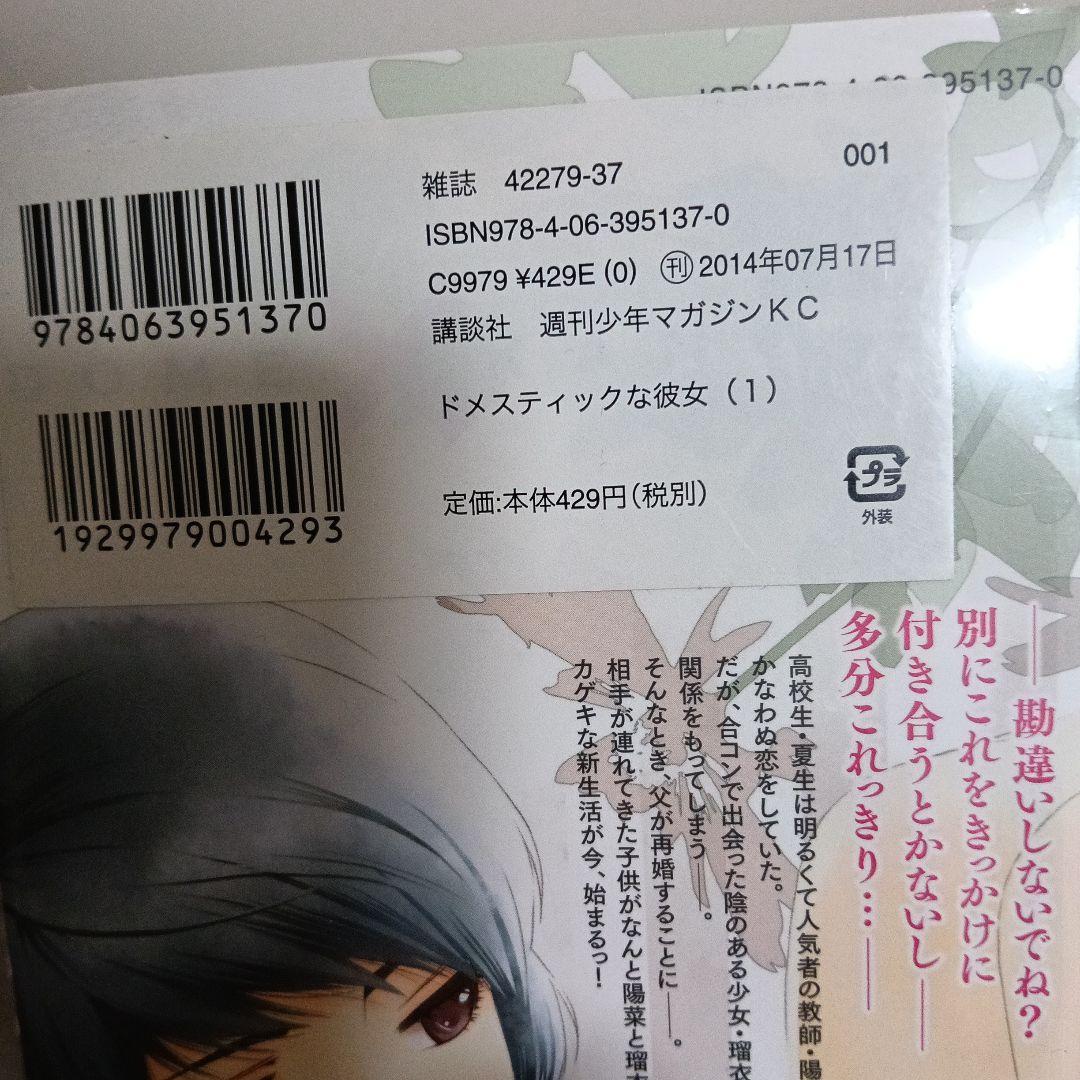 ISBN978-4-06-395137-0
001
雑誌 42279-37
ISBN978-4-06-395137-0
C9979 ¥429E (0) ㊗刊 2014年07月17日
講談社 週刊少年マガジンKC
ドメスティックな彼女（1）
定価:本体429円(税別)
プラ
外装
9784063951370
1929979004293
──勘違いしないでね?
別にこれをきっかけに
付き合うとかないし──
多分これっきり…──
高校生・夏生は明るくて人気者の教師・陽
かなわぬ恋をしていた。
だが、合コンで出会った陰のある少女・瑠衣
関係をもってしまう──。
そんなとき、父が再婚することに──。
相手が連れてきた子供がなんと陽菜と瑠衣
カゲキな新生活が今、始まるっ!